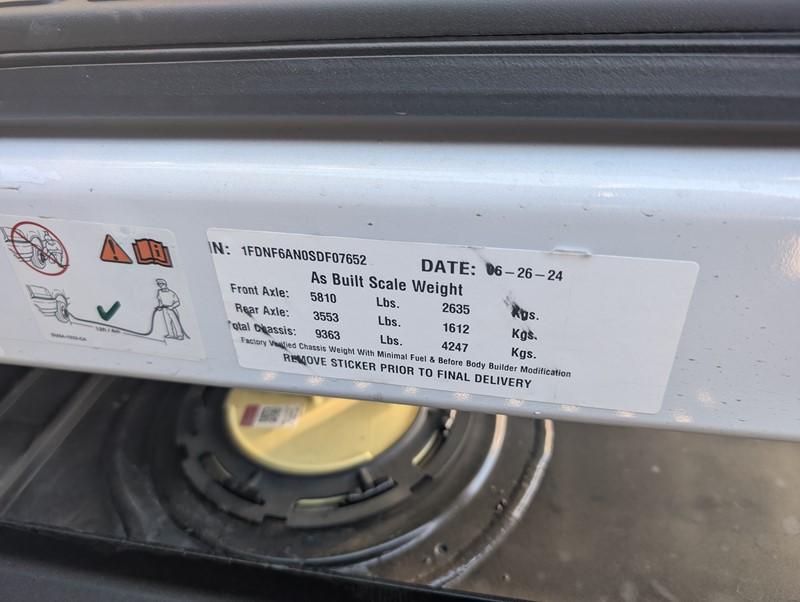 IN: 1FDNF6AN0SDF07652 DATE: 06-26-24
As Built Scale Weight
Front Axle: 5810 Lbs. 2635 Kgs.
Rear Axle: 3553 Lbs. 1612 Kgs.
Total Chassis: 9363 Lbs. 4247 Kgs.
Factory Verified Chassis Weight With Minimal Fuel & Before Body Builder Modification
REMOVE STICKER PRIOR TO FINAL DELIVERY